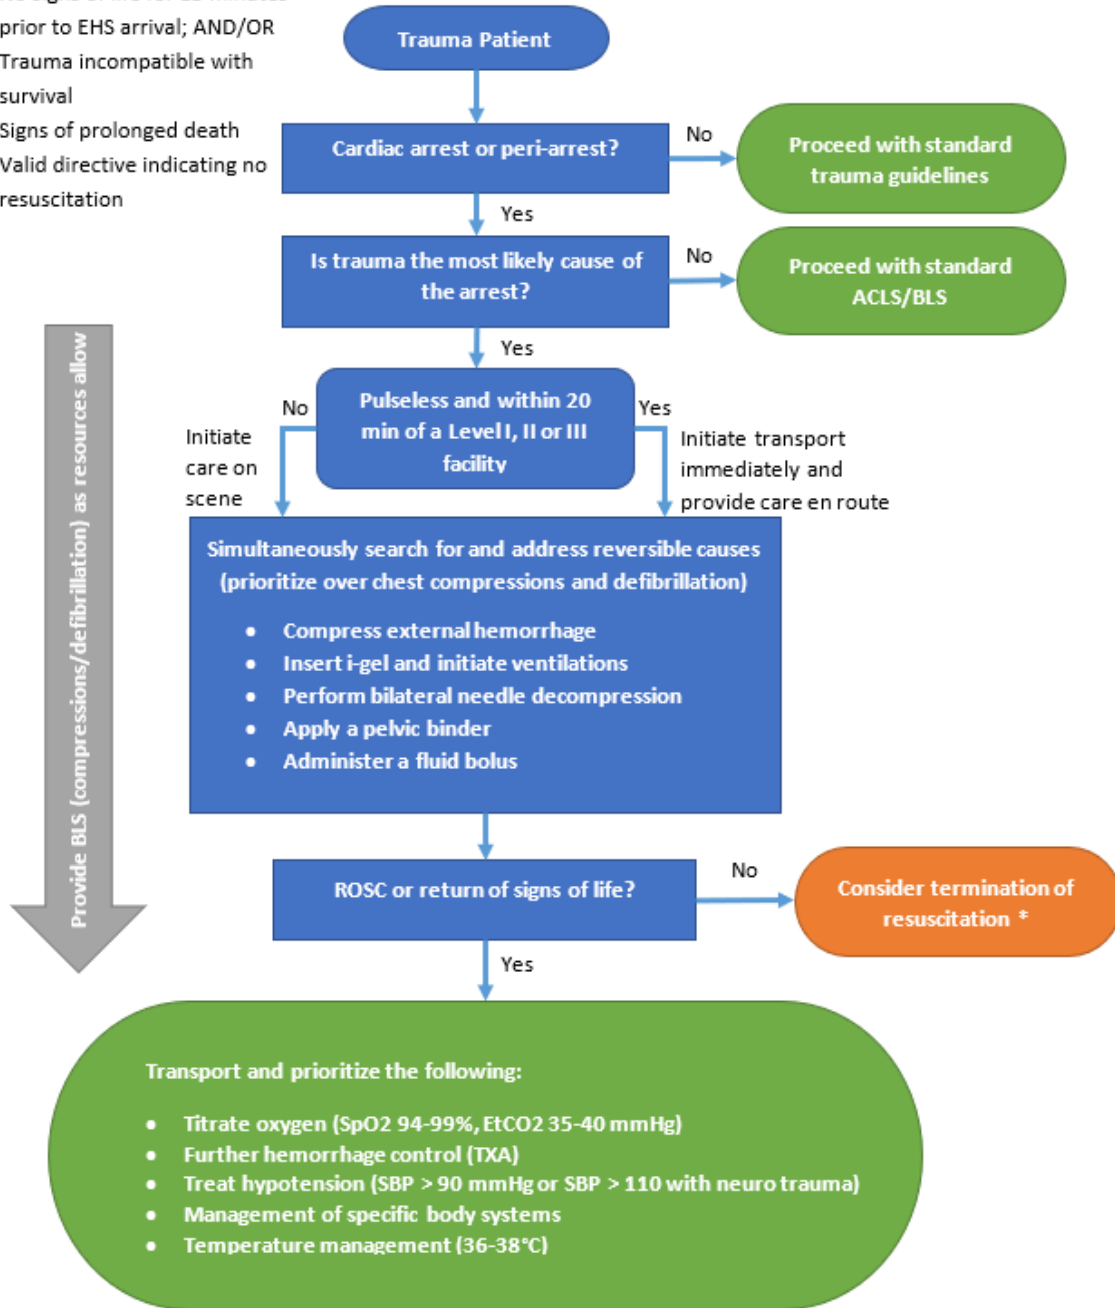 prior to EHS arrival; AND/OR
Trauma incompatible with
survival
Signs of prolonged death
Valid directive indicating no
resuscitation
Trauma Patient
Cardiac arrest or peri-arrest?
No
Proceed with standard
trauma guidelines
Yes
Is trauma the most likely cause of
the arrest?
No
Proceed with standard
ACLS/BLS
Yes
Pulseless and within 20
min of a Level I, II or III
facility
No
Initiate
care on
scene
Yes
Initiate transport
immediately and
provide care en route
Provide BLS (compressions/defibrillation) as resources allow
Simultaneously search for and address reversible causes
(prioritize over chest compressions and defibrillation)
• Compress external hemorrhage
• Insert i-gel and initiate ventilations
• Perform bilateral needle decompression
• Apply a pelvic binder
• Administer a fluid bolus
ROSC or return of signs of life?
No
Consider termination of
resuscitation *
Yes
Transport and prioritize the following:
• Titrate oxygen (SpO2 94-99%, EtCO2 35-40 mmHg)
• Further hemorrhage control (TXA)
• Treat hypotension (SBP > 90 mmHg or SBP > 110 with neuro trauma)
• Management of specific body systems
• Temperature management (36-38°C)